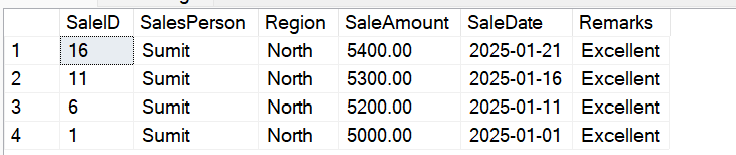 SaleID SalesPerson Region SaleAmount SaleDate Remarks
1 16 Sumit North 5400.00 2025-01-21 Excellent
2 11 Sumit North 5300.00 2025-01-16 Excellent
3 6 Sumit North 5200.00 2025-01-11 Excellent
4 1 Sumit North 5000.00 2025-01-01 Excellent